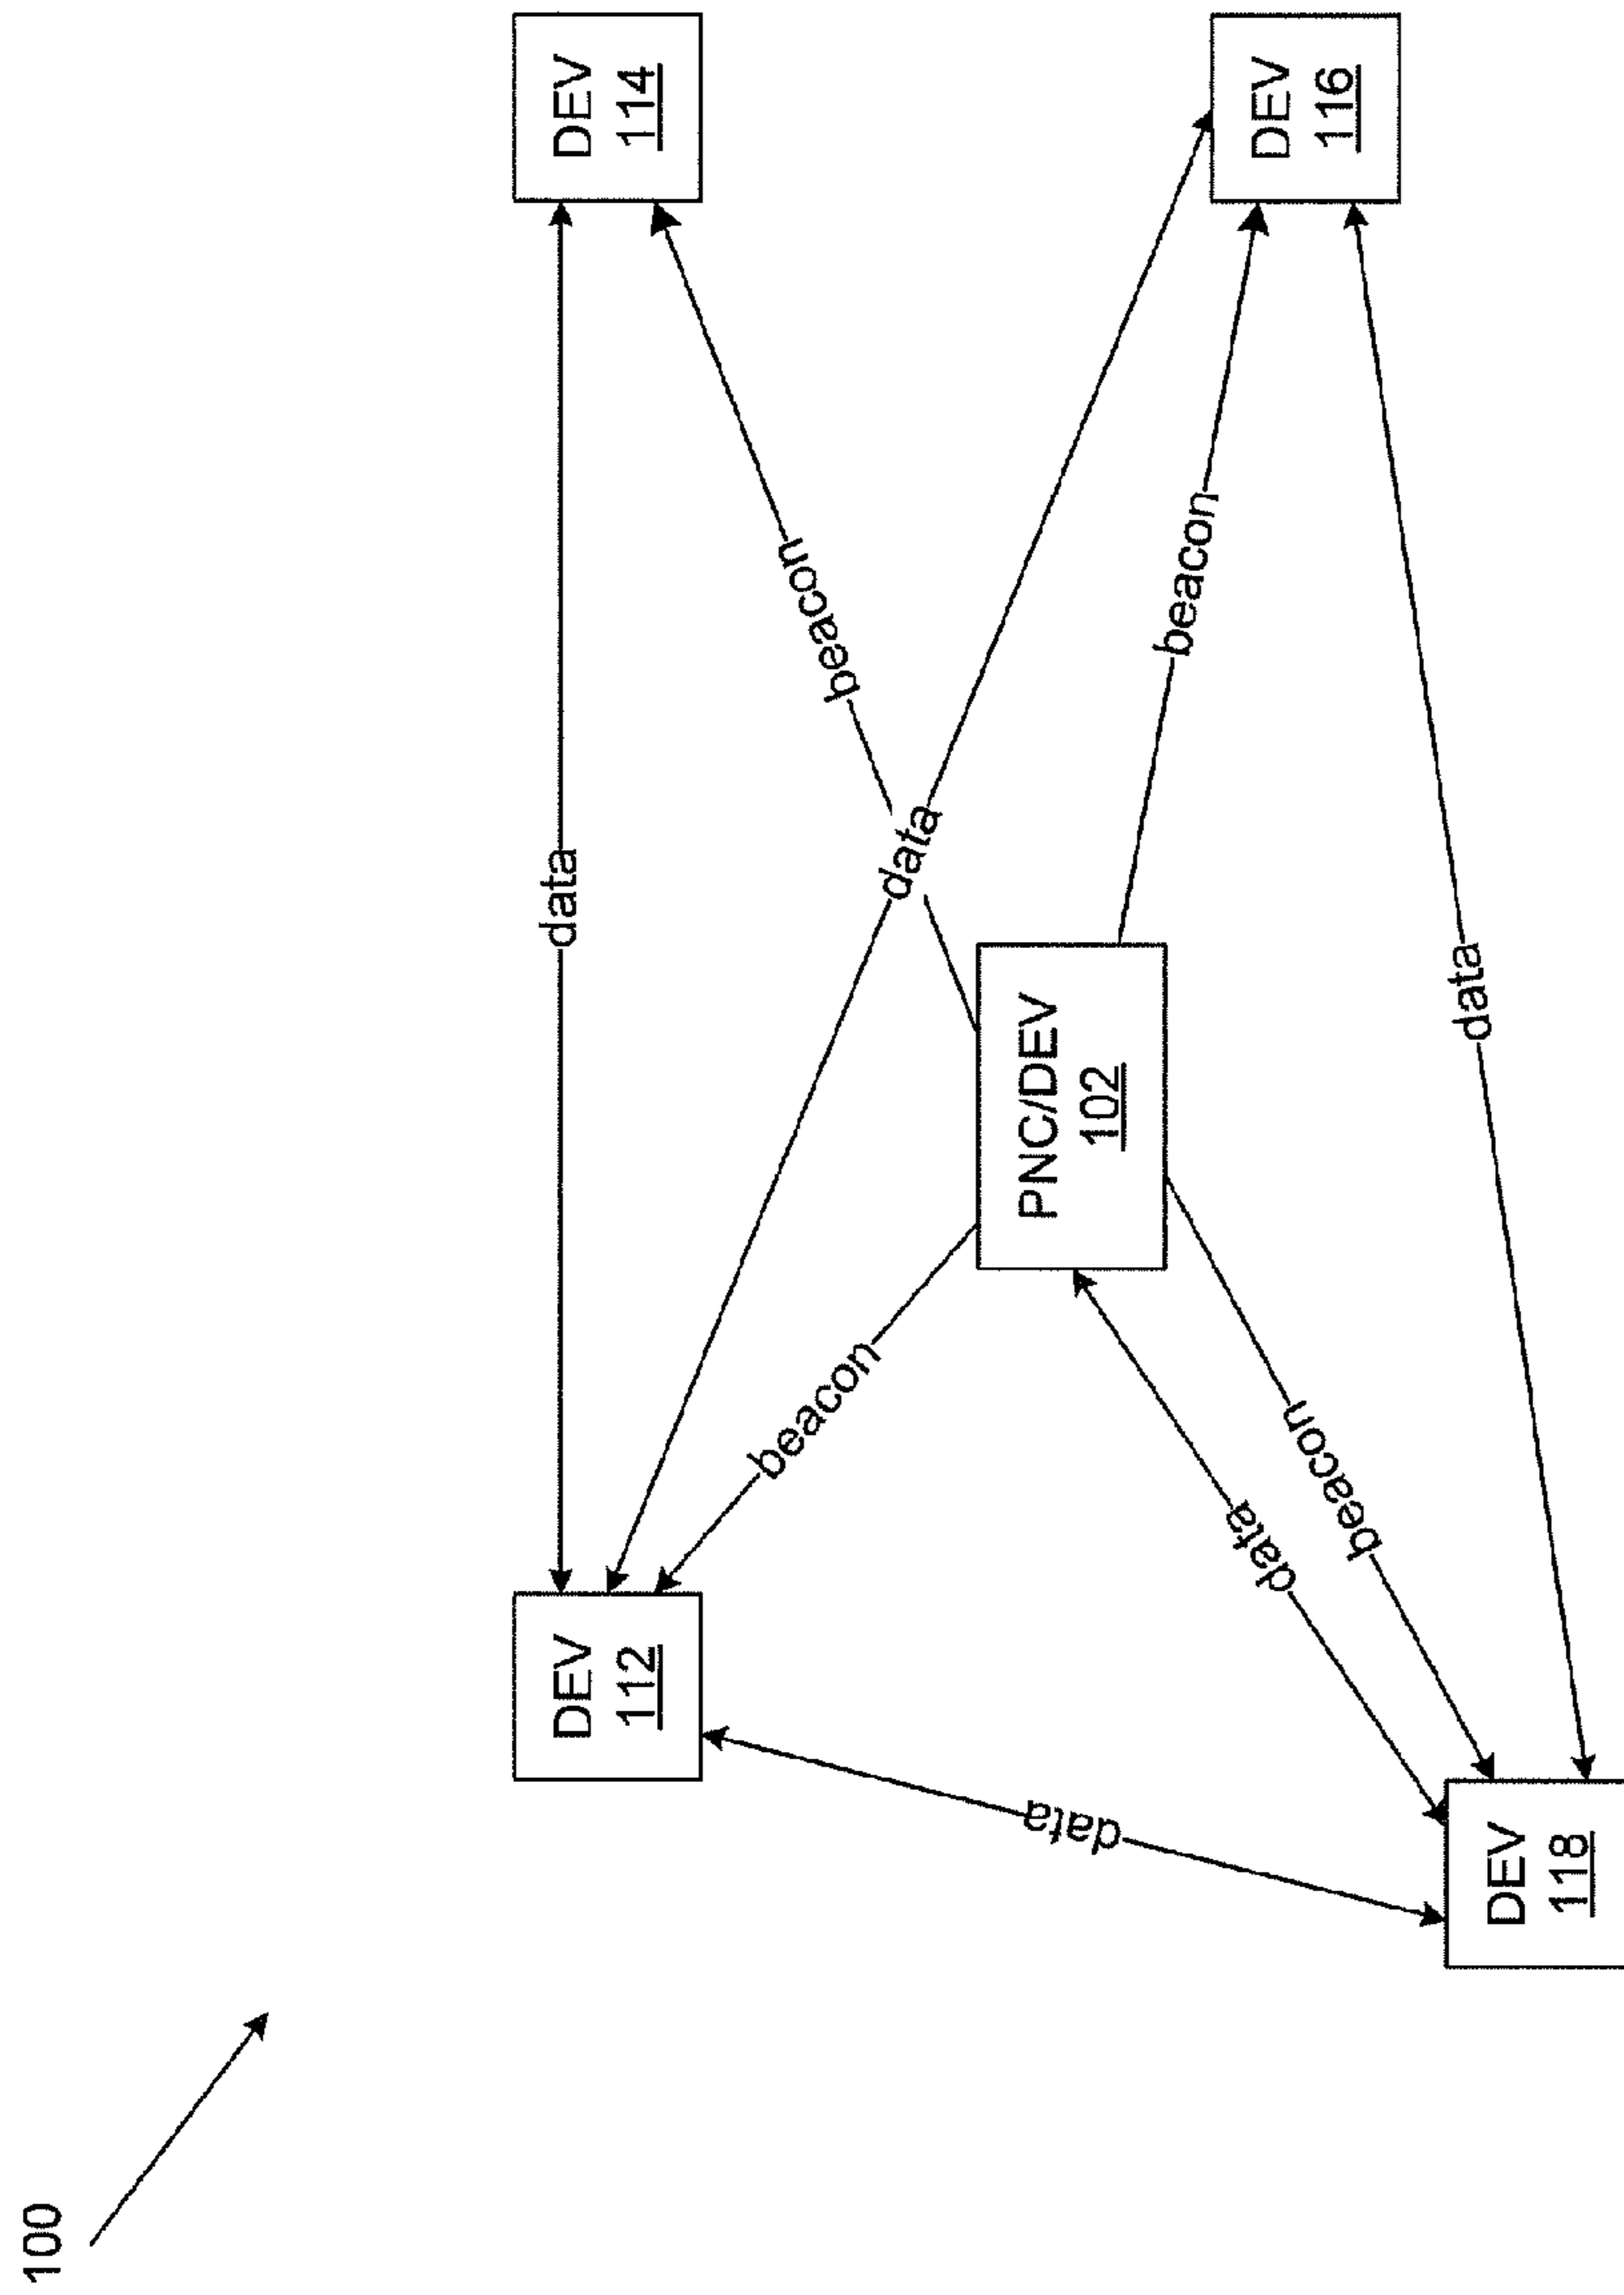 100
DEV
112
data
DEV
114
beacon
beacon
data
PNC/DEV
102
data
beacon
DEV
116
data
beacon
data
DEV
118